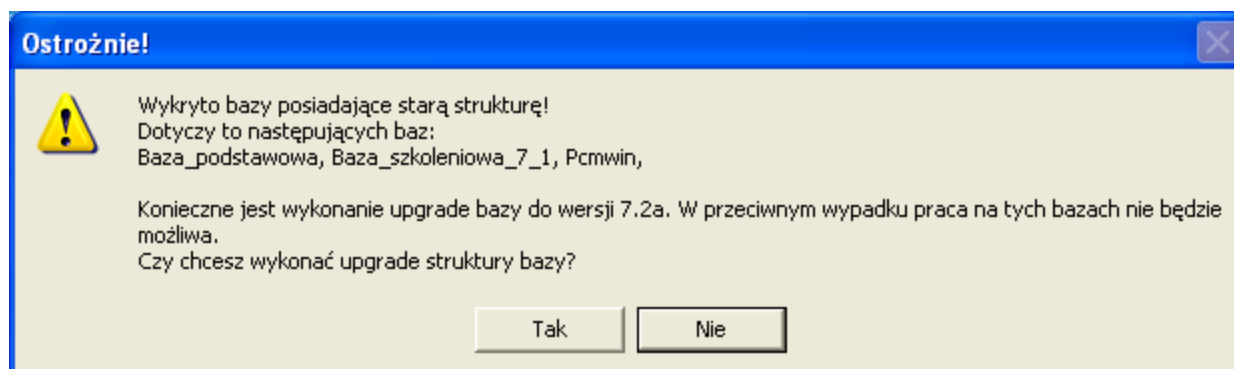 Ostrożnie!
Wykryto bazy posiadające starą strukturę!
Dotyczy to następujących baz:
Baza_podstawowa, Baza_szkoleniowa_7_1, Pcmwin,
Konieczne jest wykonanie upgrade bazy do wersji 7.2a. W przeciwnym wypadku praca na tych bazach nie będzie
możliwa.
Czy chcesz wykonać upgrade struktury bazy?
Tak
Nie